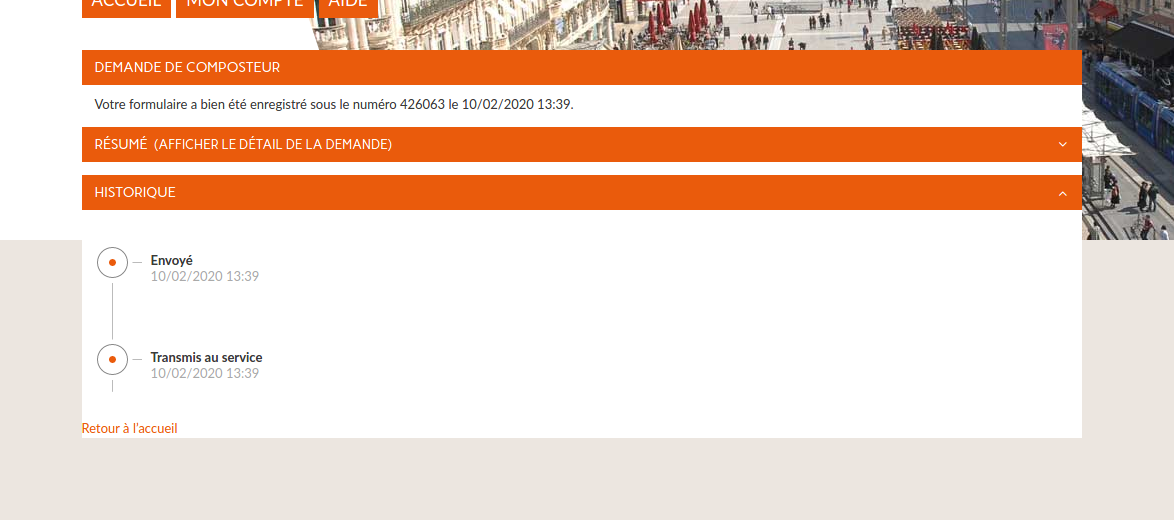 ACCUEIL MON COMPTE AIDE
DEMANDE DE COMPOSTEUR
Votre formulaire a bien été enregistré sous le numéro 426063 le 10/02/2020 13:39.
RÉSUMÉ (AFFICHER LE DÉTAIL DE LA DEMANDE)
HISTORIQUE
Envoyé
10/02/2020 13:39
Transmis au service
10/02/2020 13:39
Retour à l'accueil